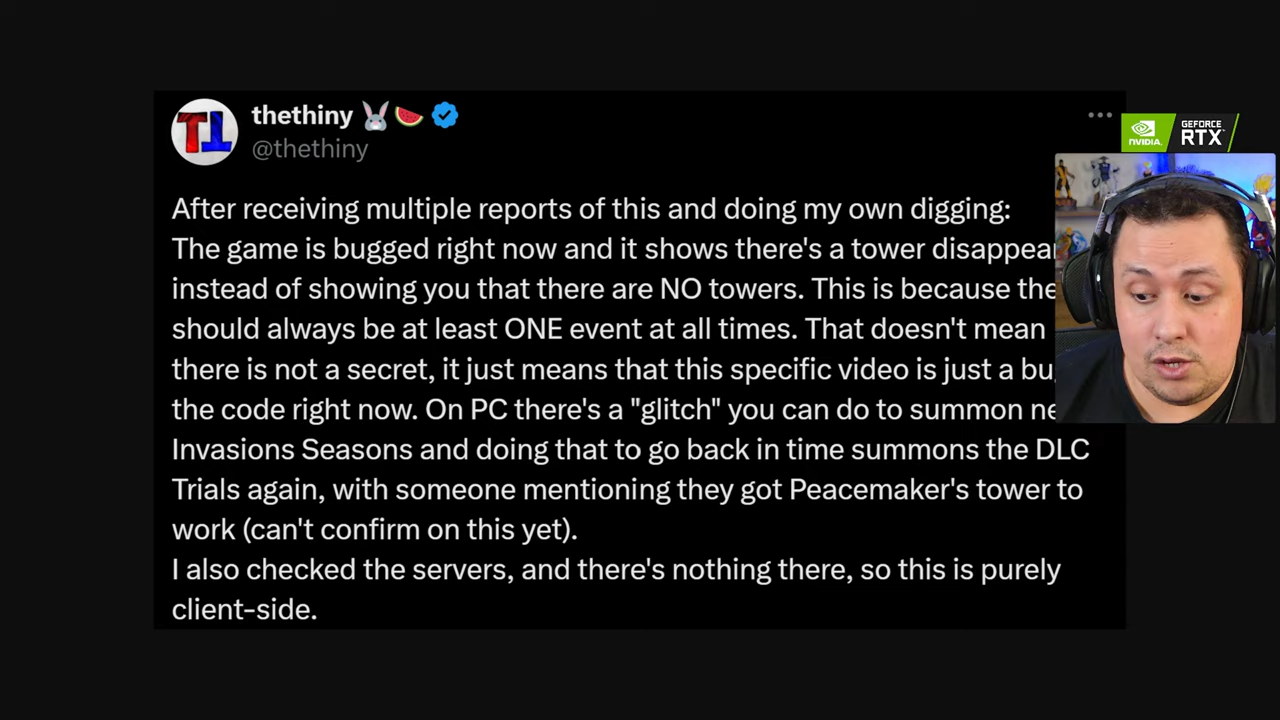 thethiny 🐰🍉
@thethiny
After receiving multiple reports of this and doing my own digging:
The game is bugged right now and it shows there's a tower disappear
instead of showing you that there are NO towers. This is because the
should always be at least ONE event at all times. That doesn't mean
there is not a secret, it just means that this specific video is just a bu
the code right now. On PC there's a "glitch" you can do to summon ne
Invasions Seasons and doing that to go back in time summons the DLC
Trials again, with someone mentioning they got Peacemaker's tower to
work (can't confirm on this yet).
I also checked the servers, and there's nothing there, so this is purely
client-side.
NVIDIA.
GEFORCE
RTX